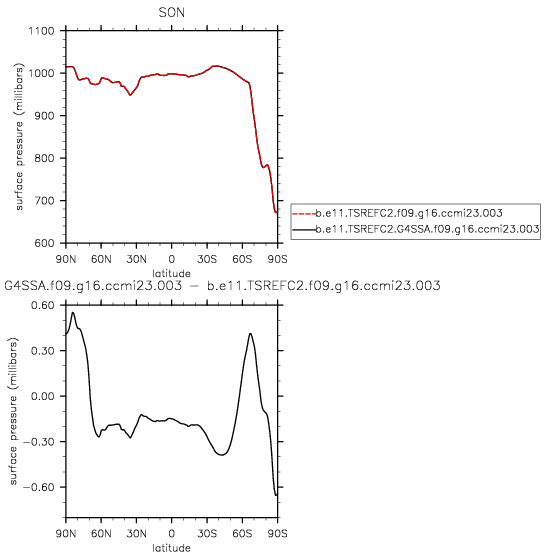 SON
surface pressure (millibars)
1100
1000
900
800
700
600
90N 60N 30N 0 30S 60S 90S
latitude
b.e11.TSREFC2.f09.g16.ccmi23.003
b.e11.TSREFC2.G4SSA.f09.g16.ccmi23.003
G4SSA.f09.g16.ccmi23.003 - b.e11.TSREFC2.f09.g16.ccmi23.003
surface pressure (millibars)
0.60
0.30
0.00
-0.30
-0.60
90N 60N 30N 0 30S 60S 90S
latitude